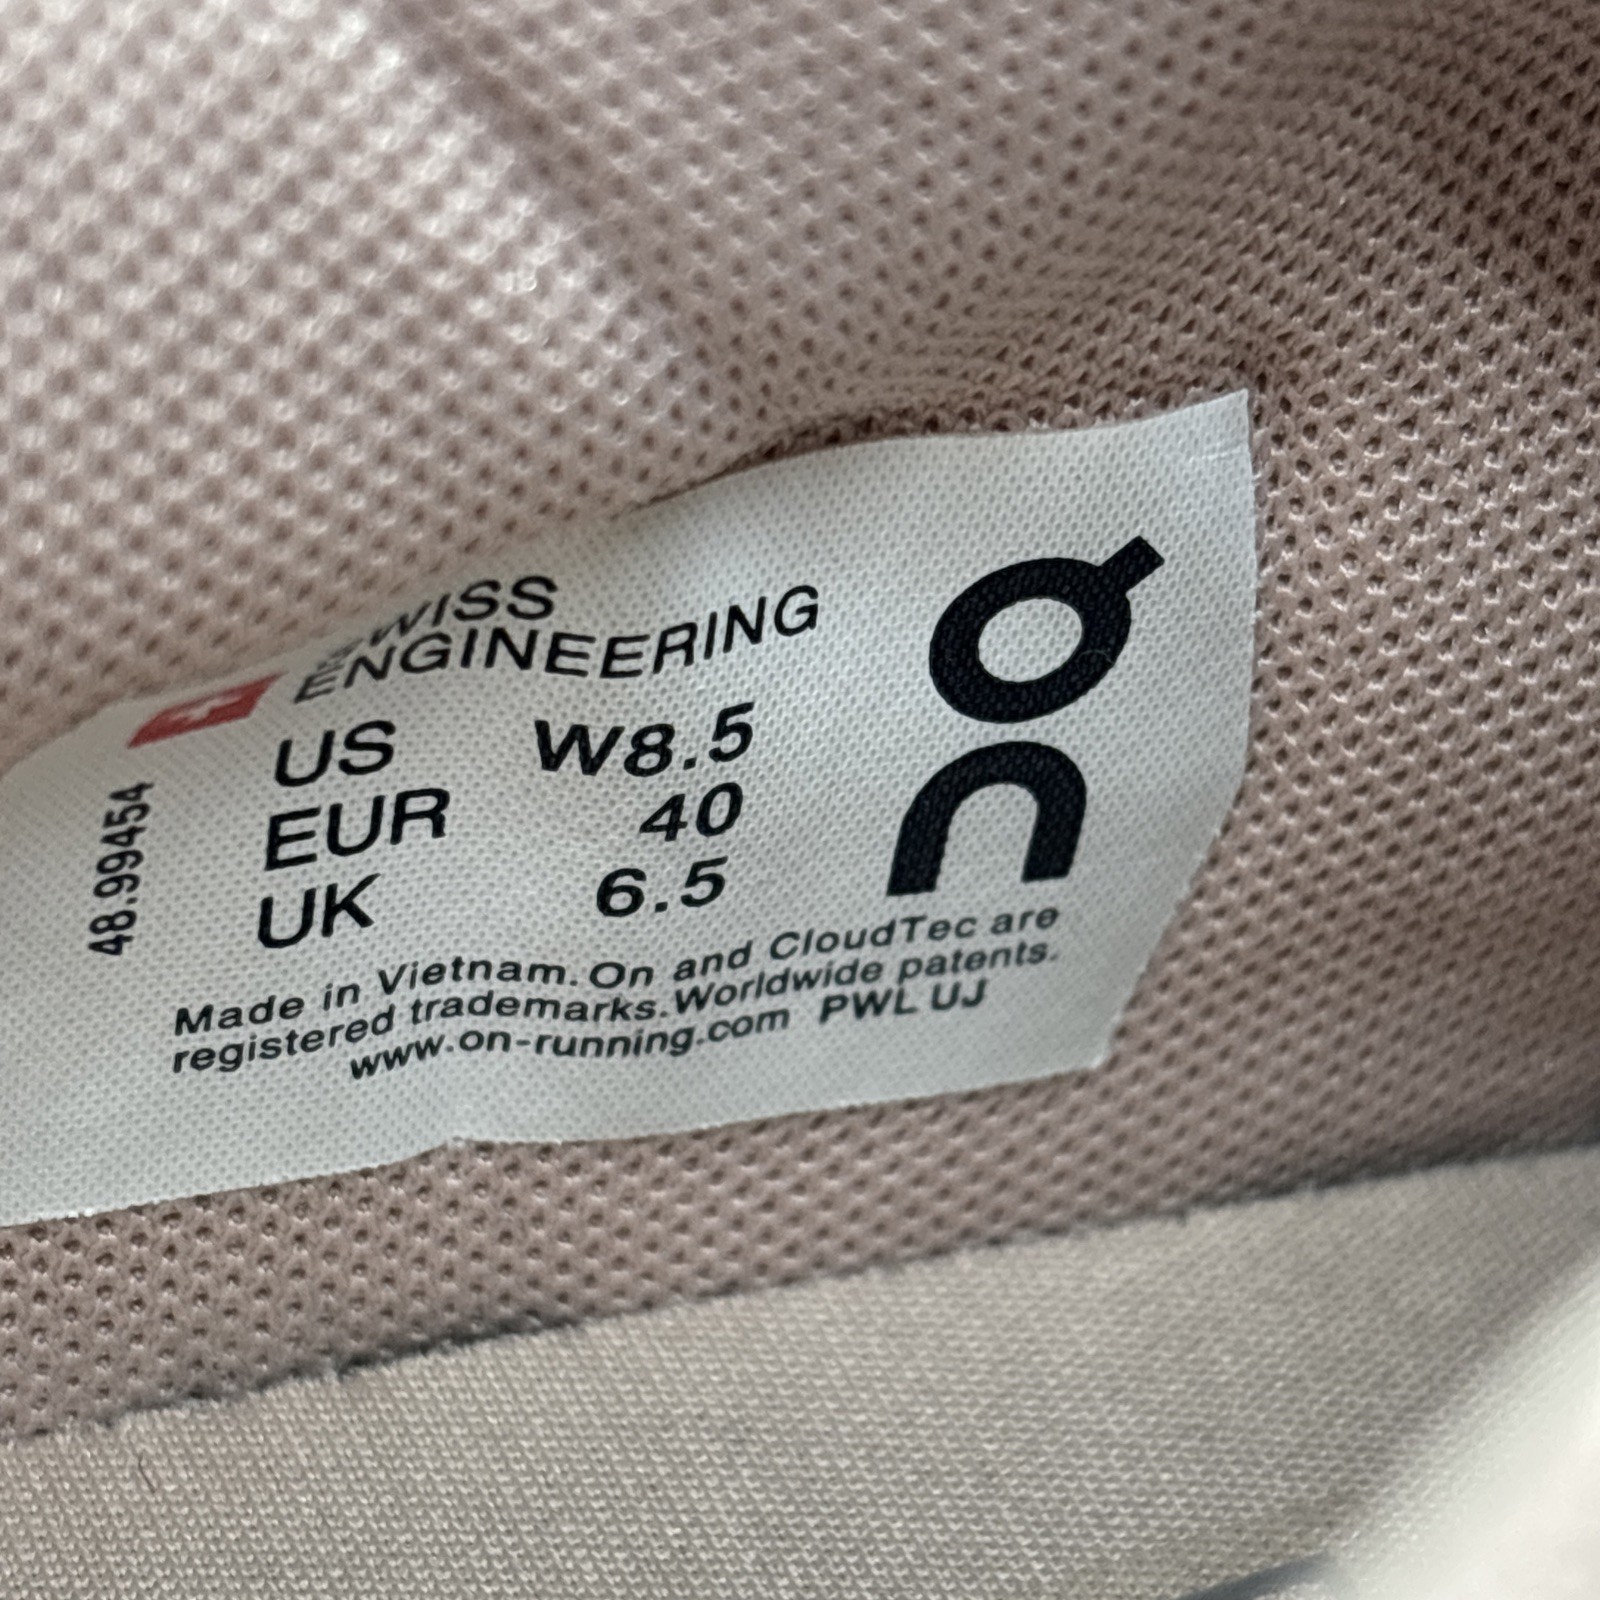 SWISS
ENGINEERING
US W8.5
EUR 40
UK 6.5
48.99454
On
Made in Vietnam. On and CloudTec are
registered trademarks. Worldwide patents.
www.on-running.com PWL UJ